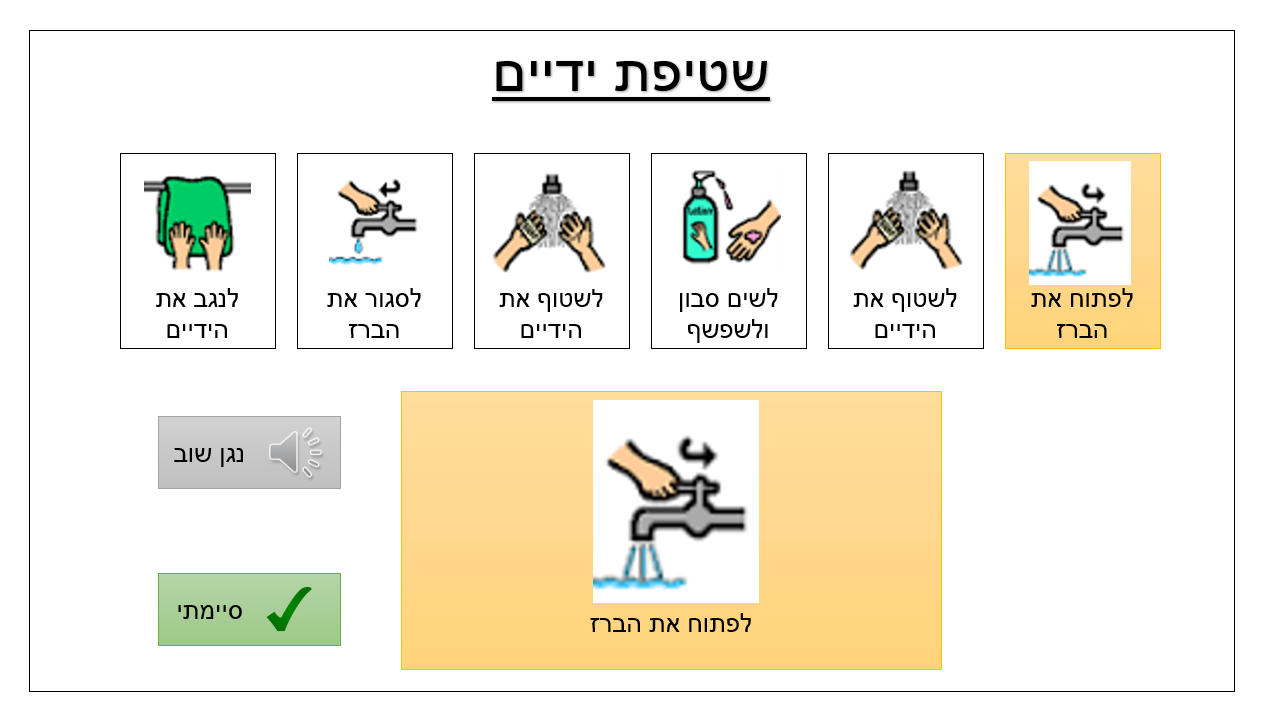 שטיפת ידיים
לפתוח את
הברז
לשטוף את
הידיים
לשים סבון
ולשפשף
לשטוף את
הידיים
לסגור את
הברז
לנגב את
הידיים
לפתוח את הברז
נגן שוב
סיימתי